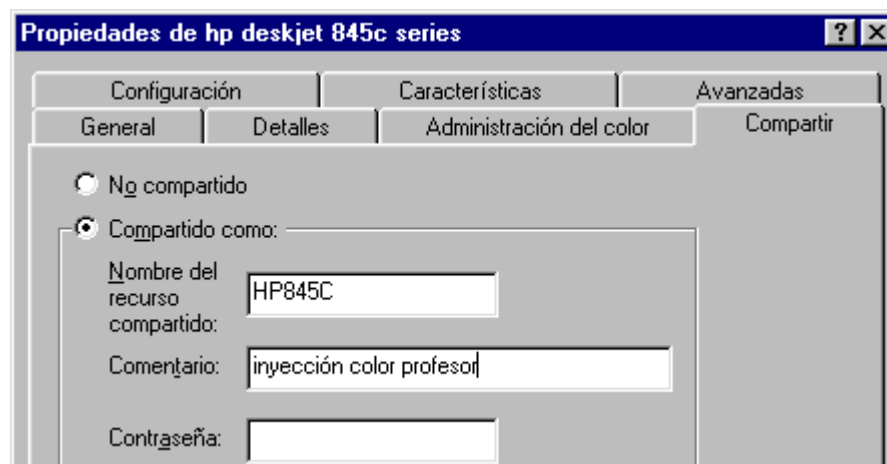 Propiedades de hp deskjet 845c series
Configuración Características Avanzadas
General Detalles Administración del color Compartir
No compartido
Compartido como:
Nombre del
recurso
compartido:
HP845C
Comentario: inyección color profesor
Contraseña: